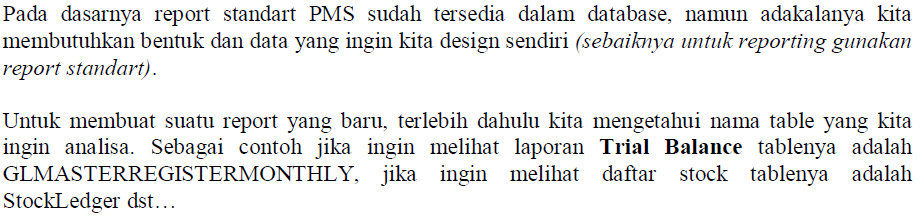 Pada dasarnya report standart PMS sudah tersedia dalam database, namun adakalanya kita
membutuhkan bentuk dan data yang ingin kita design sendiri (sebaiknya untuk reporting gunakan
report standart).
Untuk membuat suatu report yang baru, terlebih dahulu kita mengetahui nama table yang kita
ingin analisa. Sebagai contoh jika ingin melihat laporan Trial Balance tablenya adalah
GLMASTERREGISTERMONTHLY, jika ingin melihat daftar stock tablenya adalah
StockLedger dst…